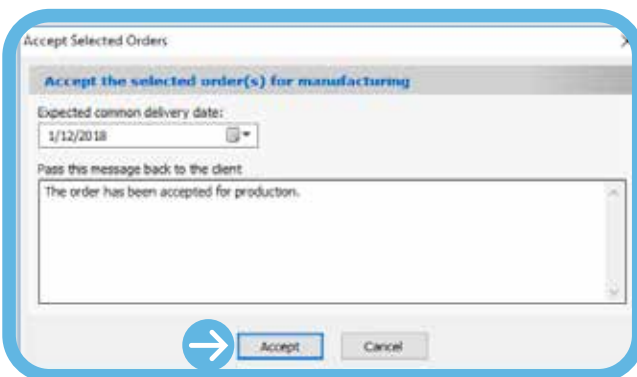 Accept Selected Orders
Accept the selected order(s) for manufacturing
Expected common delivery date:
1/12/2018
Pass this message back to the client
The order has been accepted for production.
Accept
Cancel